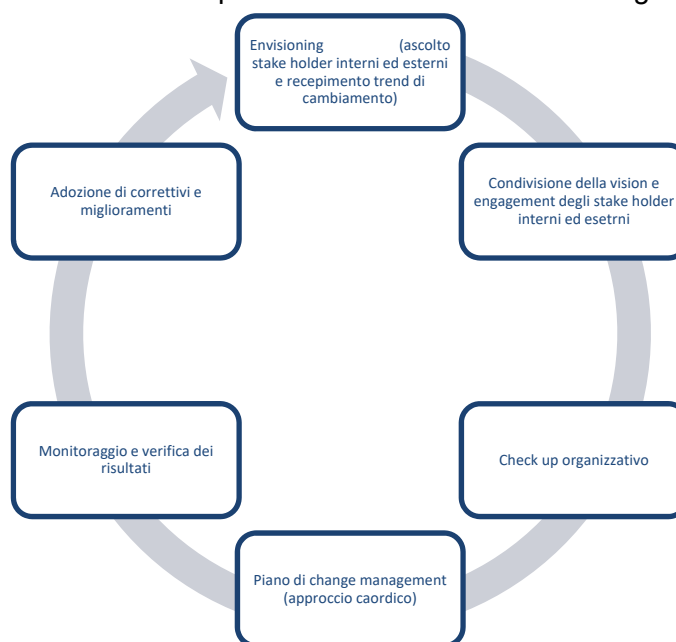 Envisioning (ascolto
stake holder interni ed esterni
e recepimento trend di
cambiamento)
Condivisione della vision e
engagement degli stake holder
interni ed esetrni
Check up organizzativo
Piano di change management
(approccio caordico)
Monitoraggio e verifica dei
risultati
Adozione di correttivi e
miglioramenti